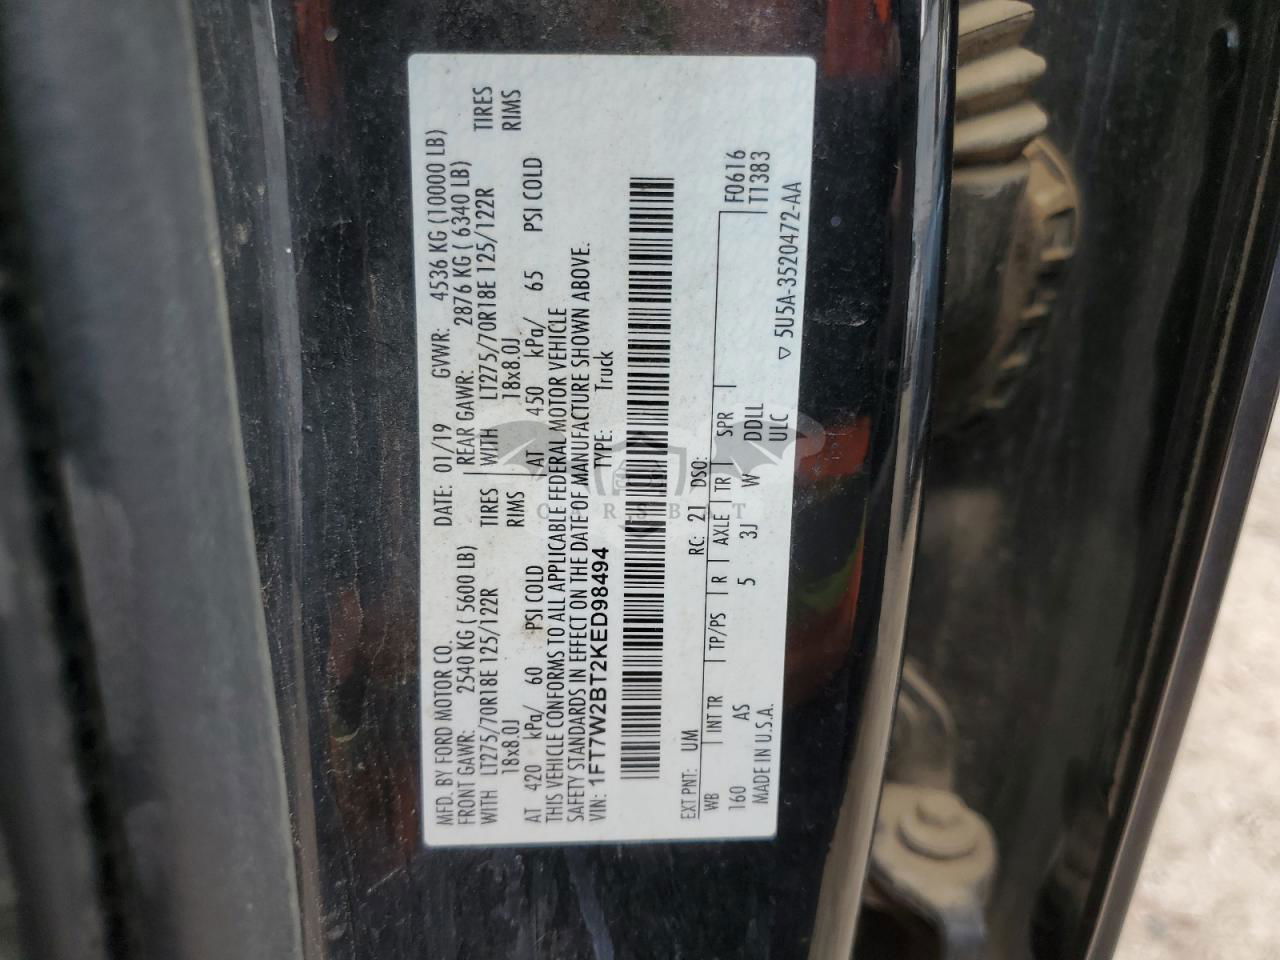 MFD. BY FORD MOTOR CO. DATE: 01/19 GVWR: 4536 KG (10000 LB)
FRONT GAWR: 2540 KG ( 5600 LB) REAR GAWR: 2876 KG ( 6340 LB)
WITH LT275/70R18E 125/122R TIRES WITH LT275/70R18E 125/122R TIRES
18x8.0J RIMS 18x8.0J RIMS
AT 420 kPa/ 60 PSI COLD AT 450 kPa/ 65 PSI COLD
THIS VEHICLE CONFORMS TO ALL APPLICABLE FEDERAL MOTOR VEHICLE
SAFETY STANDARDS IN EFFECT ON THE DATE OF MANUFACTURE SHOWN ABOVE.
VIN: 1FT7W2BT2KED98494 TYPE: Truck
CARSBAT
EXT PNT: UM RC: 21 DSO: F0616
WB INT TR TP/PS R AXLE TR SPR T1383
160 AS 5 3J W DDLL
ULC
MADE IN U.S.A. ▽ 5U5A-3520472-AA